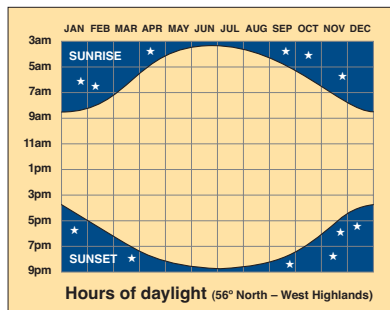 JAN FEB MAR APR MAY JUN JUL AUG SEP OCT NOV DEC
3am
SUNRISE
5am
7am
9am
11am
1pm
3pm
5pm
7pm
SUNSET
9pm
Hours of daylight (56º North – West Highlands)